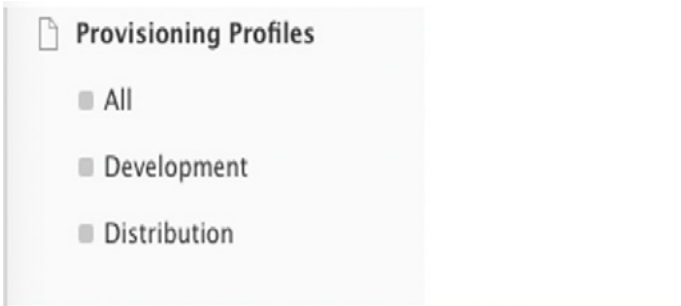 Provisioning Profiles
All
Development
Distribution